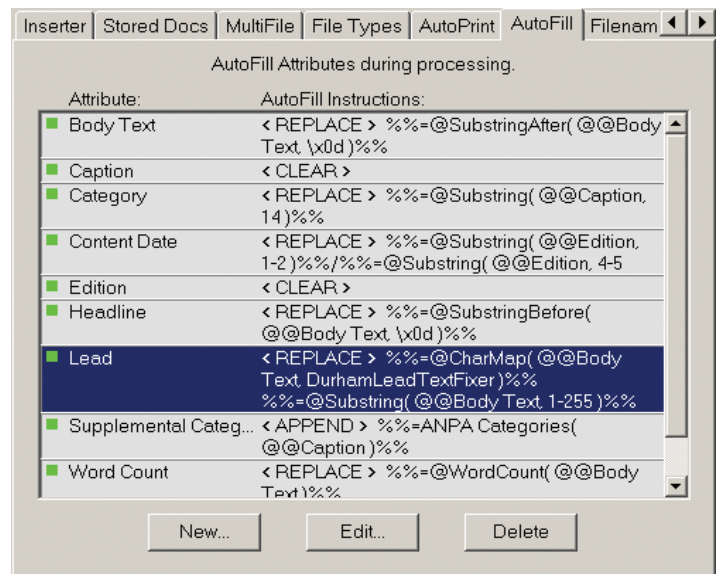 Inserter Stored Docs MultiFile File Types AutoPrint AutoFill Filenam
AutoFill Attributes during processing.
Attribute: AutoFill Instructions:
Body Text < REPLACE > %%=@SubstringAfter( @@Body
Text, \x0d )%%
Caption < CLEAR >
Category < REPLACE > %%=@Substring( @@Caption,
14 )%%
Content Date < REPLACE > %%=@Substring( @@Edition,
1-2 )%%/%%=@Substring( @@Edition, 4-5
Edition < CLEAR >
Headline < REPLACE > %%=@SubstringBefore(
@@Body Text, \x0d )%%
Lead < REPLACE > %%=@CharMap( @@Body
Text, DurhamLeadTextFixer )%%
%%=@Substring( @@Body Text, 1-255 )%%
Supplemental Categ... < APPEND > %%=ANPA Categories(
@@Caption )%%
Word Count < REPLACE > %%=@WordCount( @@Body
Text )%%
New... Edit... Delete